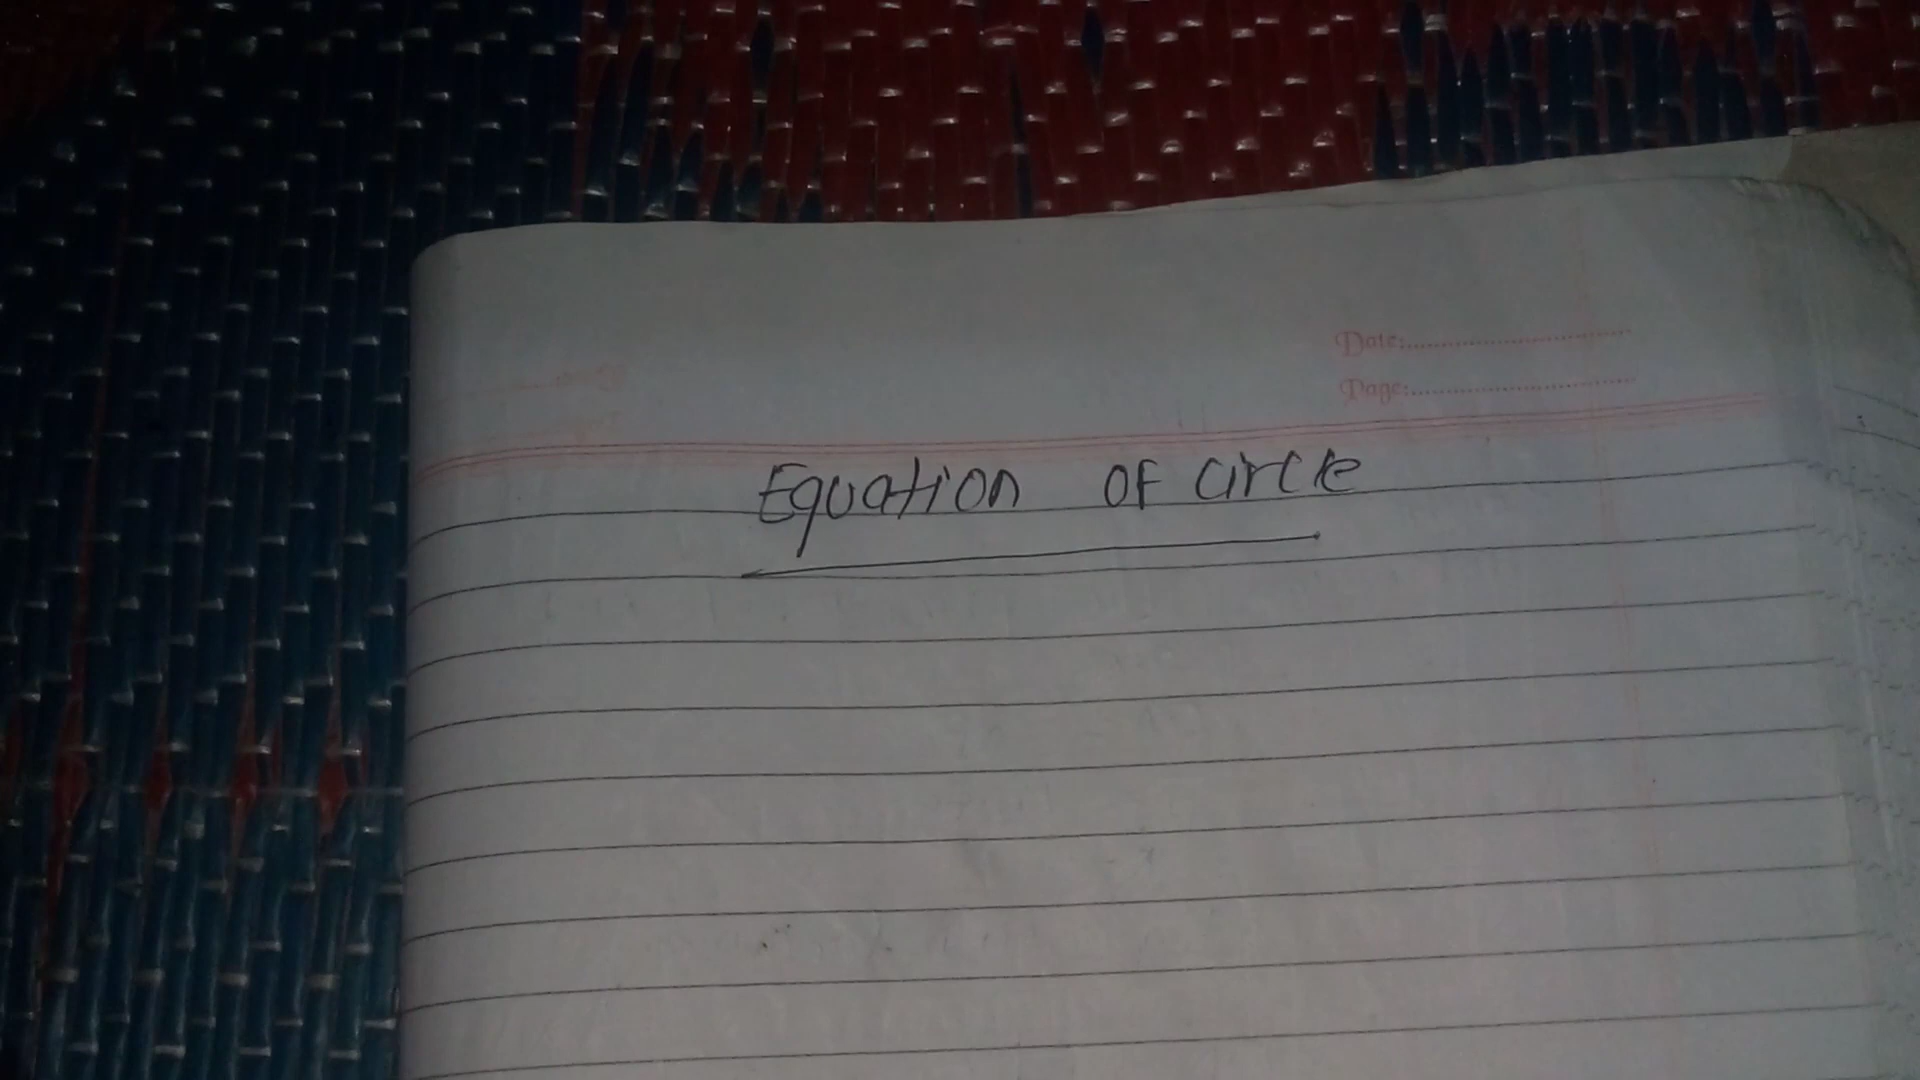 Date:
Page:
Equation OF circle